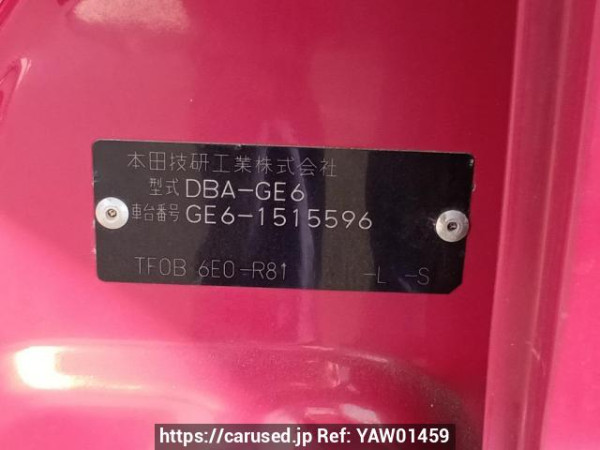 本田技研工業株式会社
型式 DBA-GE6
車台番号 GE6-1515596
TF0B 6E0-R81 -L -S
https://carused.jp Ref: YAW01459